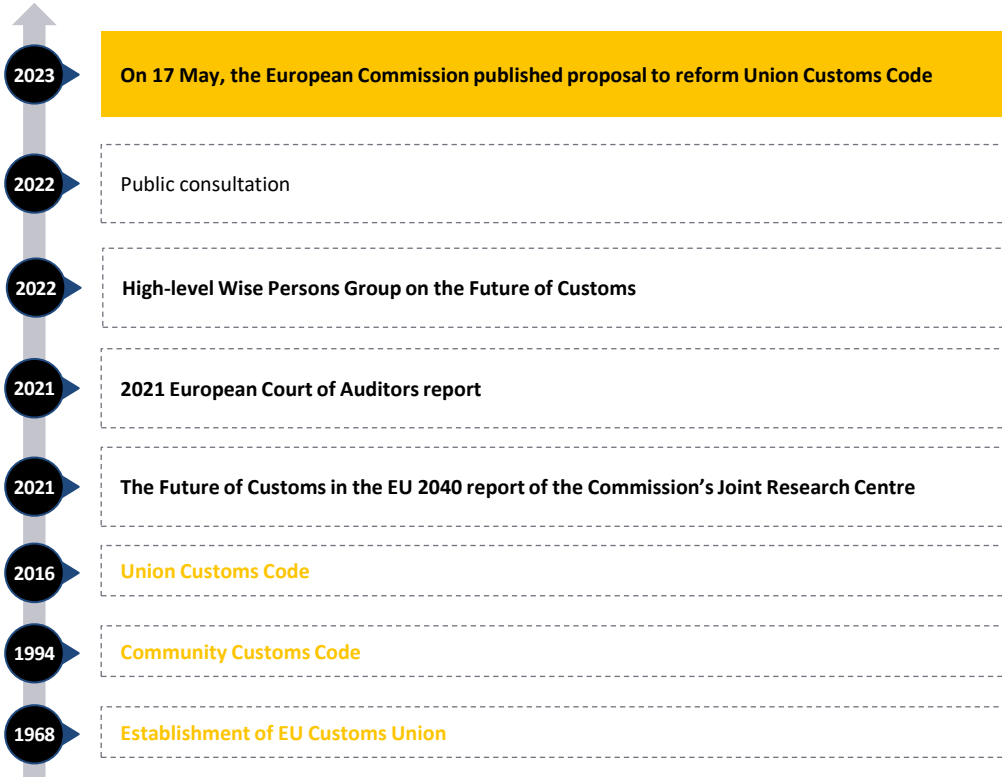 2023
On 17 May, the European Commission published proposal to reform Union Customs Code
2022
Public consultation
2022
High-level Wise Persons Group on the Future of Customs
2021
2021 European Court of Auditors report
2021
The Future of Customs in the EU 2040 report of the Commission’s Joint Research Centre
2016
Union Customs Code
1994
Community Customs Code
1968
Establishment of EU Customs Union